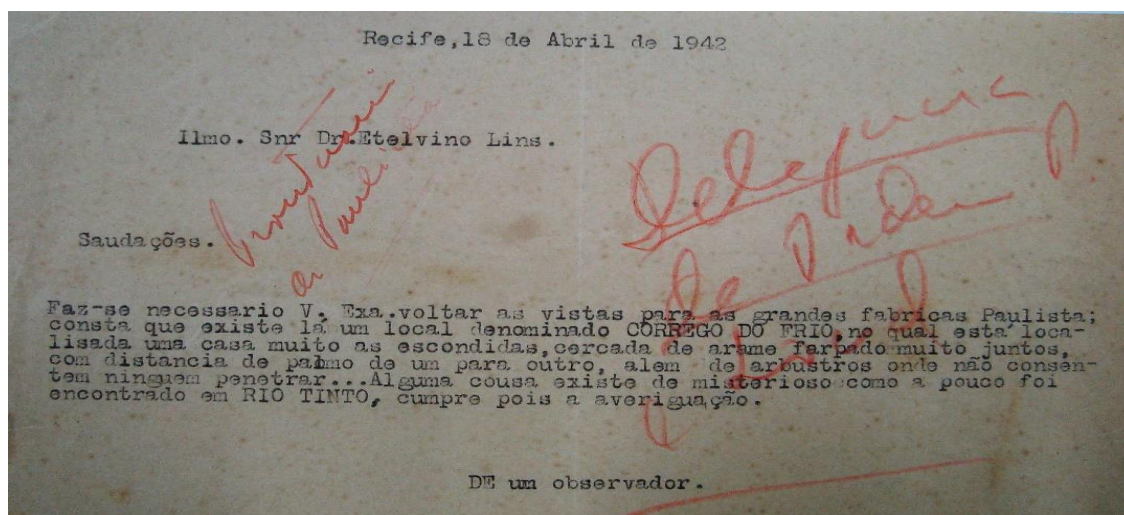 Recife,18 de Abril de 1942
Ilmo. Snr Dr.Etelvino Lins.
Saudações.
Delegacia
de Ordem P
Faz-se necessario V. Exa.voltar as vistas para as grandes fabricas Paulista;
consta que existe lá um local denominado CORREGO DO FRIO,no qual está loca-
lisada uma casa muito as escondidas,cercada de arame farpado muito juntos,
com distancia de palmo de um para outro, alem de arbustros onde não consen-
tem ninguem penetrar...Alguma cousa existe de misterioso como a pouco foi
encontrado em RIO TINTO, cumpre pois a averiguação.
DE um observador.